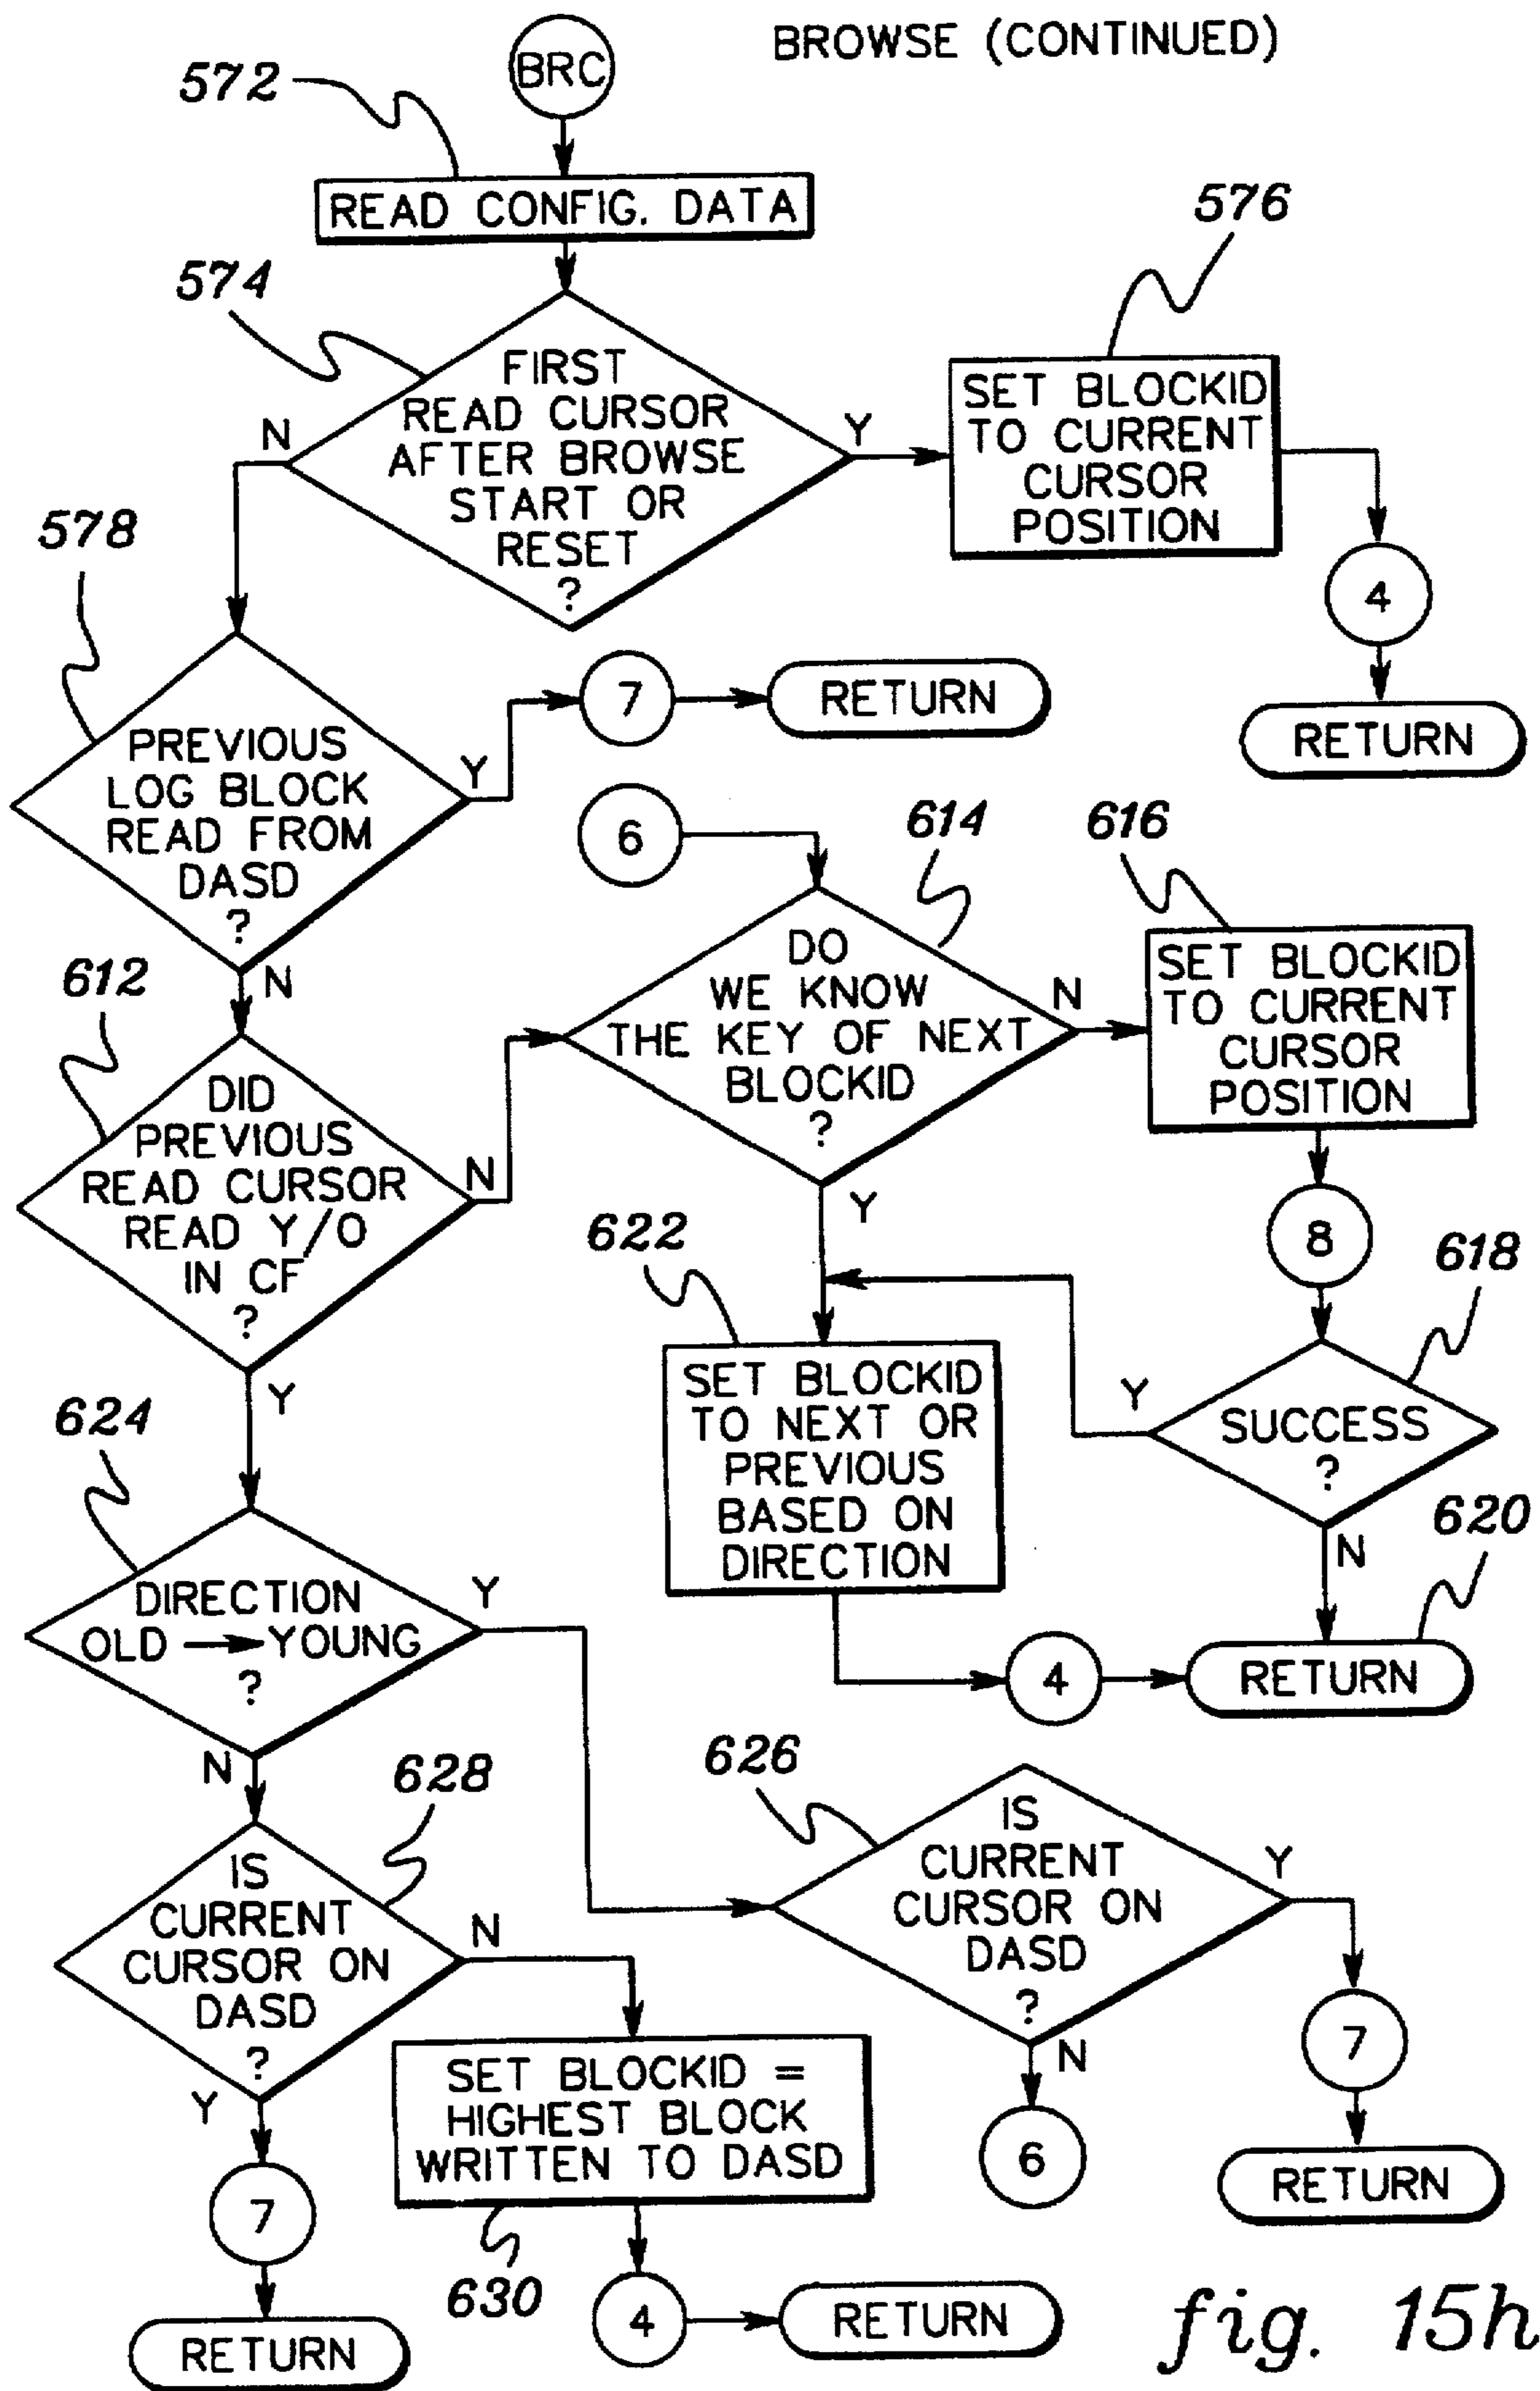 BROWSE (CONTINUED)
BRC
572
READ CONFIG. DATA
574
FIRST
READ CURSOR
AFTER BROWSE
START OR
RESET
?
N
Y
576
SET BLOCKID
TO CURRENT
CURSOR
POSITION
4
RETURN
578
PREVIOUS
LOG BLOCK
READ FROM
DASD
?
Y
7
RETURN
N
6
614
DO
WE KNOW
THE KEY OF NEXT
BLOCKID
?
N
Y
616
SET BLOCKID
TO CURRENT
CURSOR
POSITION
8
618
SUCCESS
?
Y
N
620
RETURN
612
DID
PREVIOUS
READ CURSOR
READ Y/O
IN CF
?
N
Y
622
SET BLOCKID
TO NEXT OR
PREVIOUS
BASED ON
DIRECTION
4
624
DIRECTION
OLD → YOUNG
?
Y
N
626
IS
CURRENT
CURSOR ON
DASD
?
Y
7
RETURN
N
6
628
IS
CURRENT
CURSOR ON
DASD
?
N
Y
7
RETURN
SET BLOCKID =
HIGHEST BLOCK
WRITTEN TO DASD
630
4
RETURN
fig. 15h